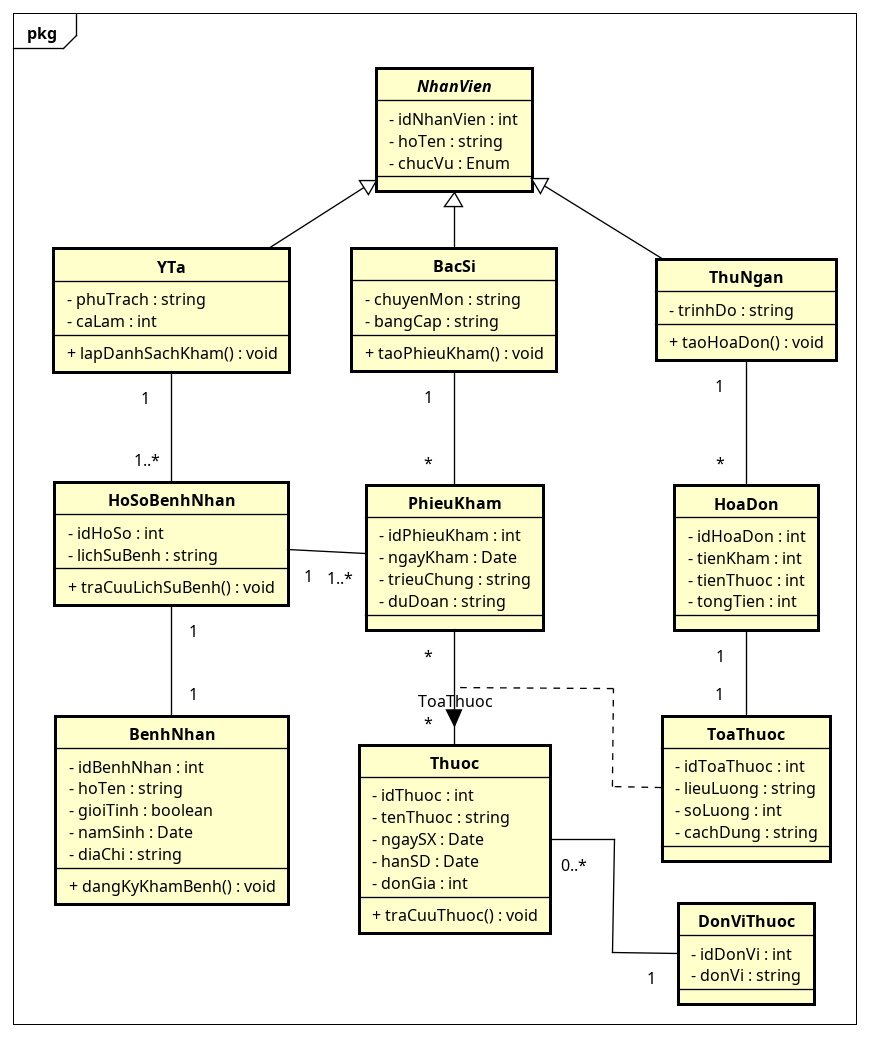 pkg
NhanVien
- idNhanVien : int
- hoTen : string
- chucVu : Enum
YTa
- phuTrach : string
- caLam : int
+ lapDanhSachKham() : void
BacSi
- chuyenMon : string
- bangCap : string
+ taoPhieuKham() : void
ThuNgan
- trinhDo : string
+ taoHoaDon() : void
1
1
1
1..*
*
*
HoSoBenhNhan
- idHoSo : int
- lichSuBenh : string
+ traCuuLichSuBenh() : void
1
1..*
PhieuKham
- idPhieuKham : int
- ngayKham : Date
- trieuChung : string
- duDoan : string
HoaDon
- idHoaDon : int
- tienKham : int
- tienThuoc : int
- tongTien : int
1
*
1
1
ToaThuoc
1
*
BenhNhan
- idBenhNhan : int
- hoTen : string
- gioiTinh : boolean
- namSinh : Date
- diaChi : string
+ dangKyKhamBenh() : void
Thuoc
- idThuoc : int
- tenThuoc : string
- ngaySX : Date
- hanSD : Date
- donGia : int
+ traCuuThuoc() : void
ToaThuoc
- idToaThuoc : int
- lieuLuong : string
- soLuong : int
- cachDung : string
0..*
1
DonViThuoc
- idDonVi : int
- donVi : string